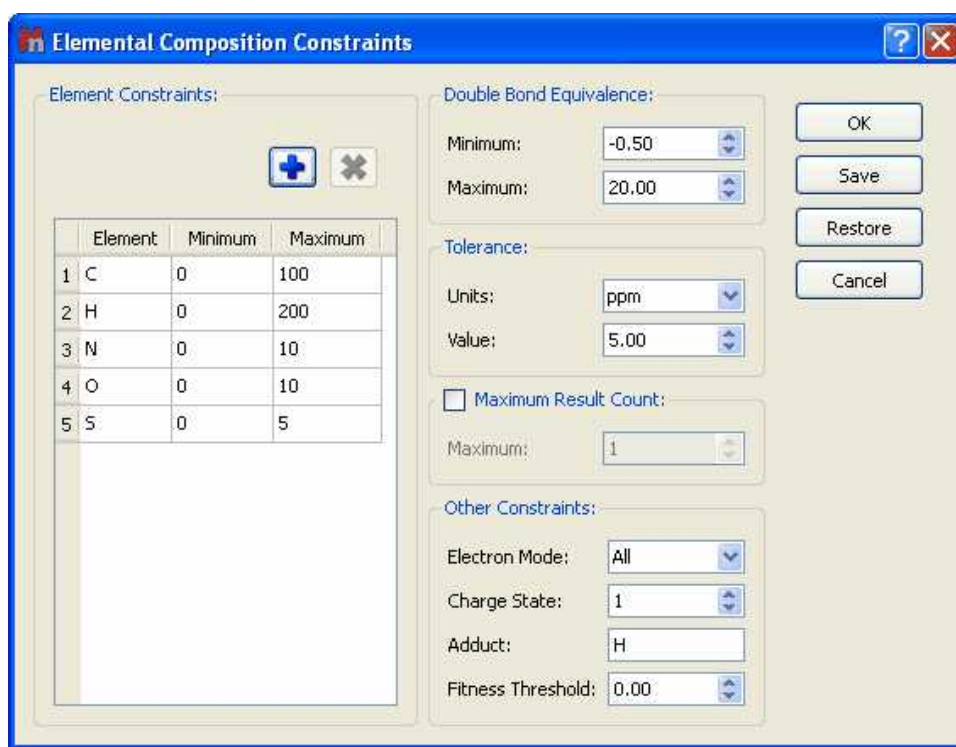 Elemental Composition Constraints
Element Constraints:
Element Minimum Maximum
1 C 0 100
2 H 0 200
3 N 0 10
4 O 0 10
5 S 0 5
Double Bond Equivalence:
Minimum: -0.50
Maximum: 20.00
Tolerance:
Units: ppm
Value: 5.00
Maximum Result Count:
Maximum: 1
Other Constraints:
Electron Mode: All
Charge State: 1
Adduct: H
Fitness Threshold: 0.00
OK
Save
Restore
Cancel